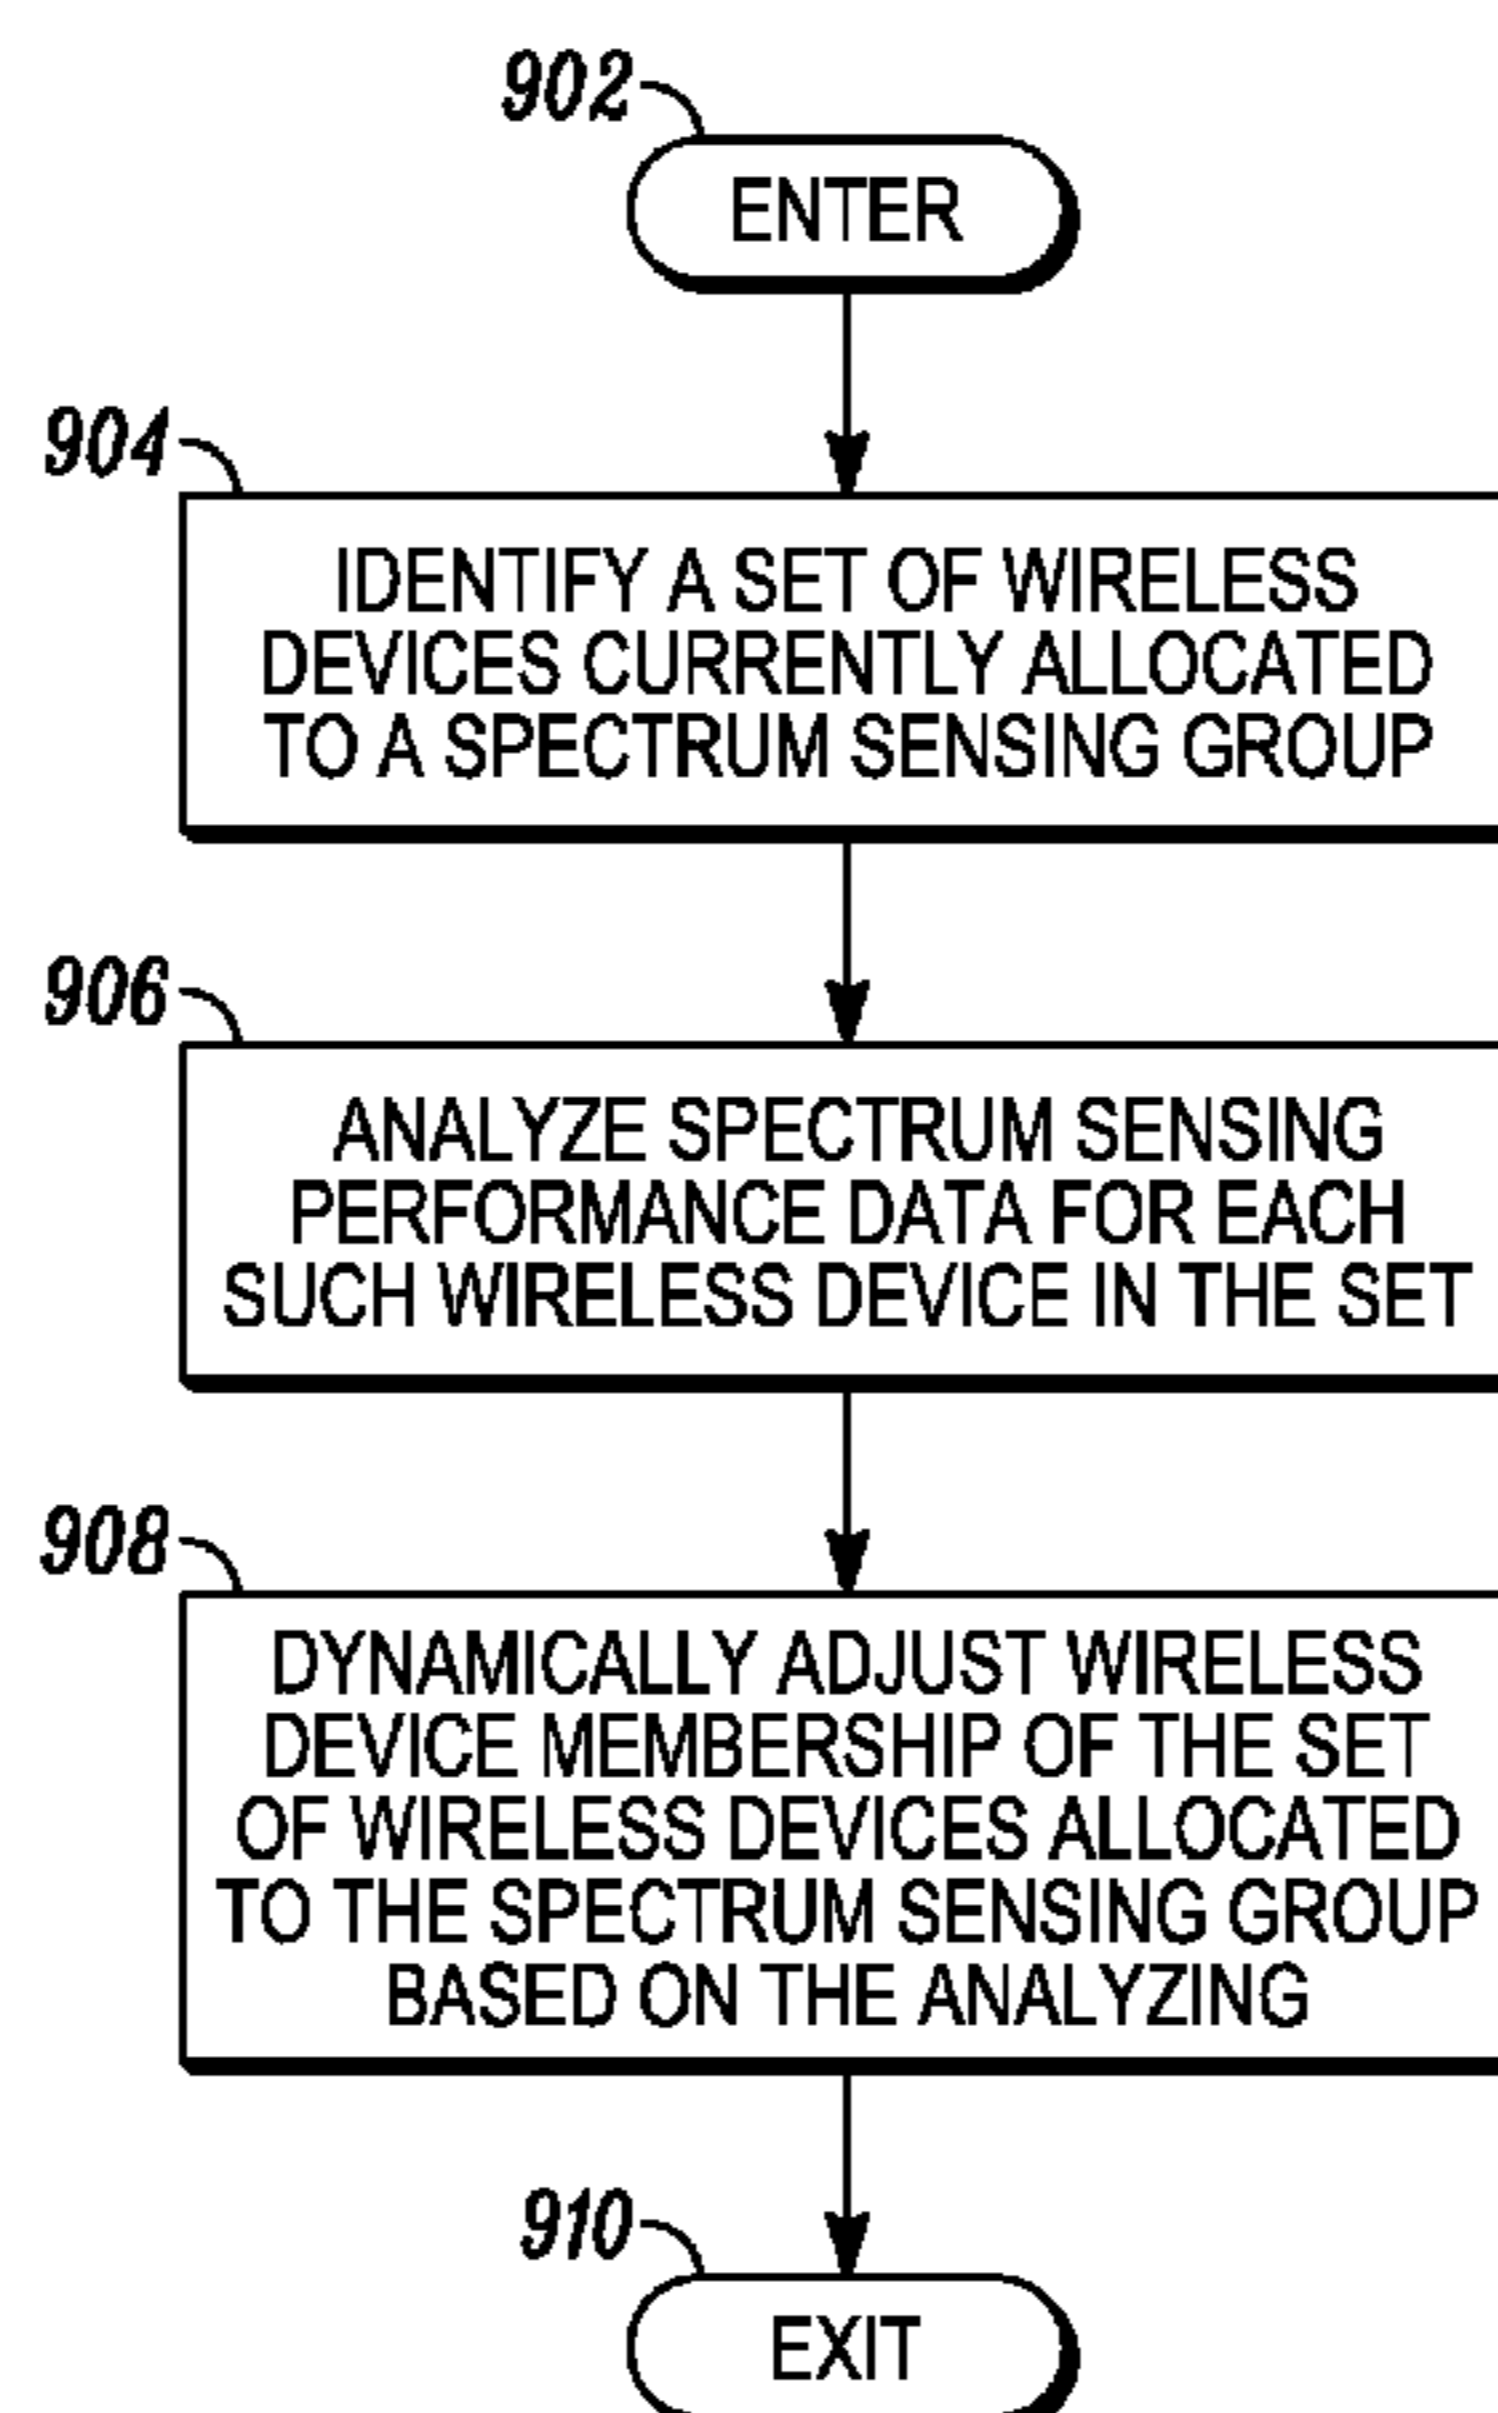 902
ENTER
904
IDENTIFY A SET OF WIRELESS
DEVICES CURRENTLY ALLOCATED
TO A SPECTRUM SENSING GROUP
906
ANALYZE SPECTRUM SENSING
PERFORMANCE DATA FOR EACH
SUCH WIRELESS DEVICE IN THE SET
908
DYNAMICALLY ADJUST WIRELESS
DEVICE MEMBERSHIP OF THE SET
OF WIRELESS DEVICES ALLOCATED
TO THE SPECTRUM SENSING GROUP
BASED ON THE ANALYZING
910
EXIT